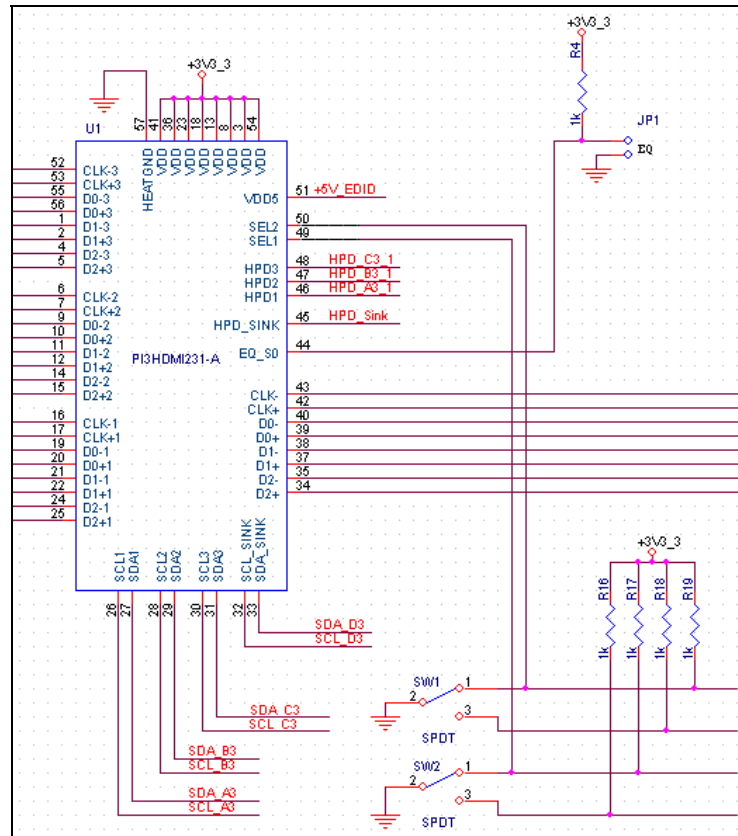 +3V3_3
R4
1k
JP1
EQ
+3V3_3
U1
57
41
36
23
18
13
8
3
54
HEATGND
VDD
VDD
VDD
VDD
VDD
VDD
VDD
VDD
52 CLK-3
53 CLK+3
55 D0-3
56 D0+3
1 D1-3
2 D1+3
4 D2-3
5 D2+3
6 CLK-2
7 CLK+2
9 D0-2
10 D0+2
11 D1-2
12 D1+2
14 D2-2
15 D2+2
16 CLK-1
17 CLK+1
19 D0-1
20 D0+1
21 D1-1
22 D1+1
24 D2-1
25 D2+1
PI3HDMI231-A
VDD5 51 +5V_EDID
SEL2 50
SEL1 49
HPD3 48 HPD_C3_1
HPD2 47 HPD_B3_1
HPD1 46 HPD_A3_1
HPD_SINK 45 HPD_Sink
EQ_S0 44
CLK- 43
CLK+ 42
D0- 40
D0+ 39
D1- 38
D1+ 37
D2- 35
D2+ 34
SCL1
SDA1
SCL2
SDA2
SCL3
SDA3
SCL_SINK
SDA_SINK
26
27
28
29
30
31
32
33
SDA_D3
SCL_D3
SDA_C3
SCL_C3
SDA_B3
SCL_B3
SDA_A3
SCL_A3
+3V3_3
R16
R17
R18
R19
1k
1k
1k
1k
SW1
1
2
3
SPDT
SW2
1
2
3
SPDT